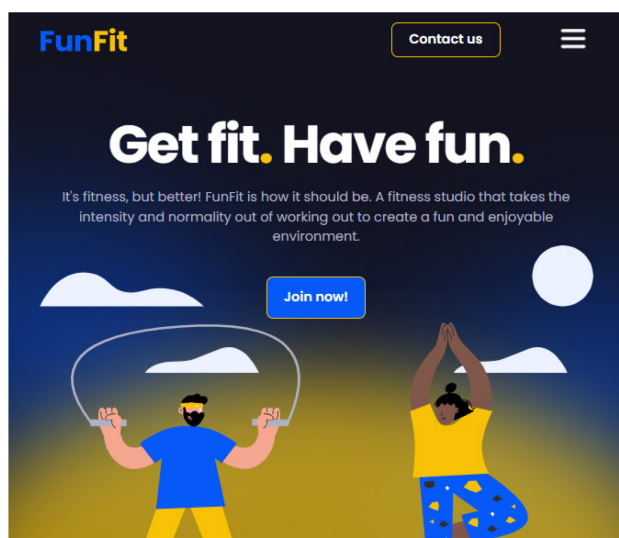 FunFit
Contact us
Get fit. Have fun.
It's fitness, but better! FunFit is how it should be. A fitness studio that takes the
intensity and normality out of working out to create a fun and enjoyable
environment.
Join now!